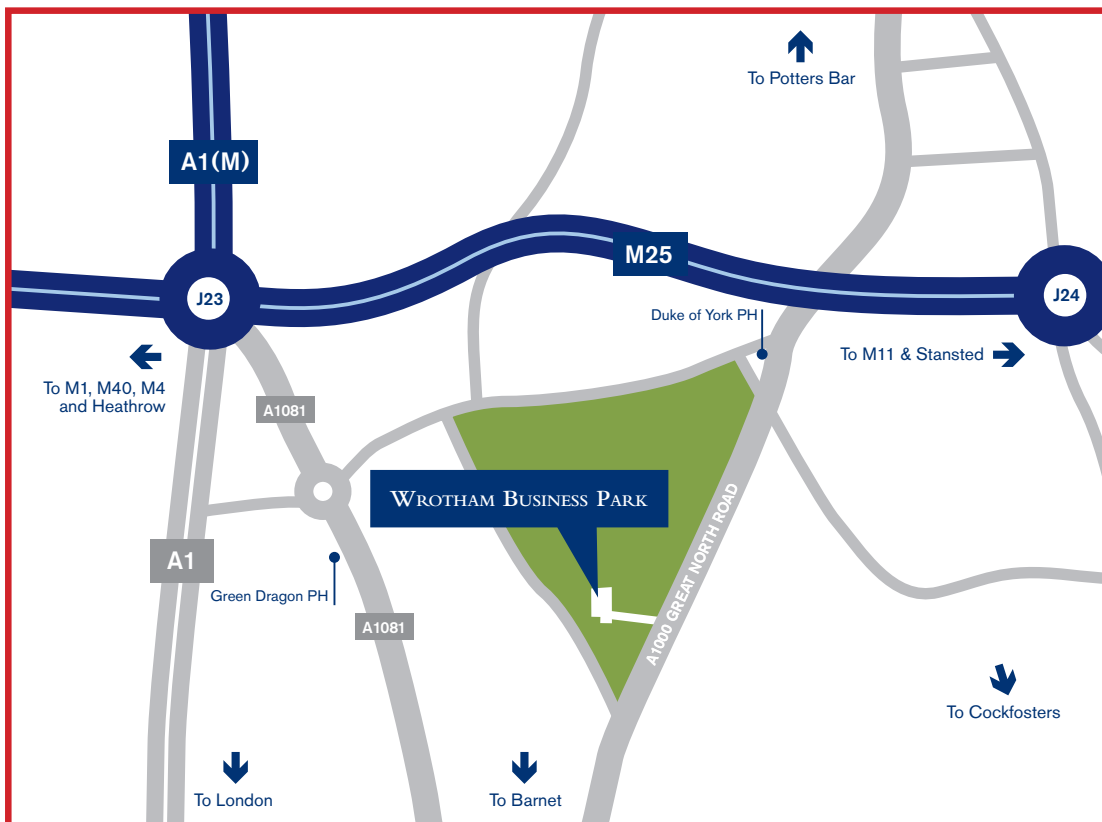 To Potters Bar
A1(M)
M25
J23
J24
Duke of York PH
To M11 & Stansted
To M1, M40, M4
and Heathrow
A1081
WROTHAM BUSINESS PARK
A1000 GREAT NORTH ROAD
A1
Green Dragon PH
A1081
To Cockfosters
To London
To Barnet